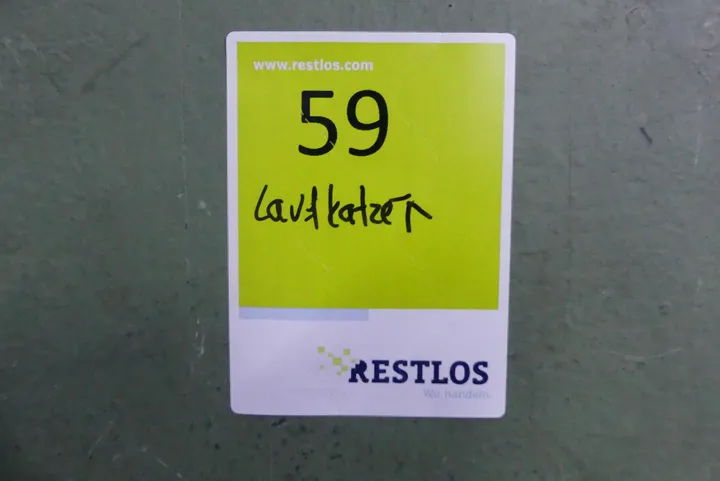 www.restlos.com
59
Laufkatzen
RESTLOS
Wir handeln.